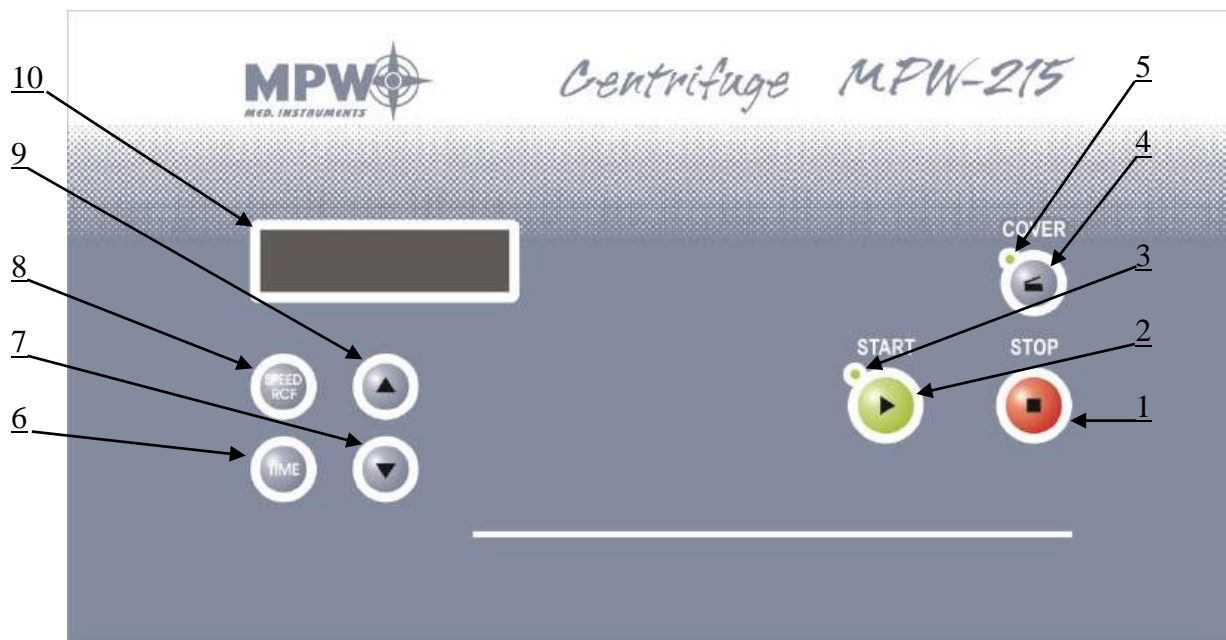 MPW
MED. INSTRUMENTS
Centrifuge MPW-215
10
9
8
7
6
5
4
3
2
1
COVER
START
STOP
SPEED
RCF
TIME